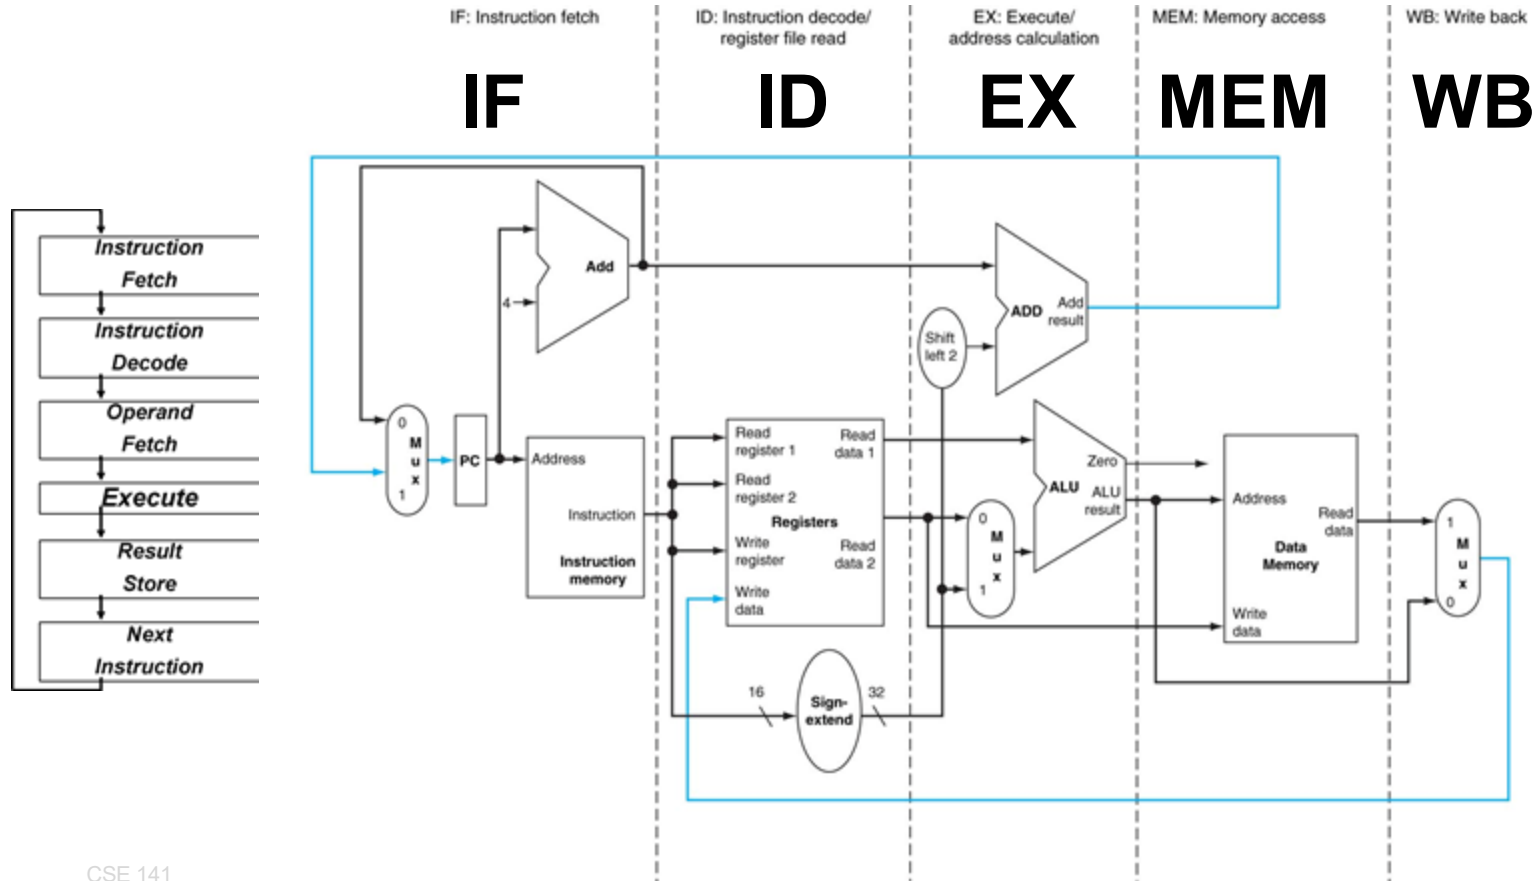 IF: Instruction fetch
ID: Instruction decode/
register file read
EX: Execute/
address calculation
MEM: Memory access
WB: Write back
IF
ID
EX
MEM
WB
Instruction
Fetch
Instruction
Decode
Operand
Fetch
Execute
Result
Store
Next
Instruction
Add
4
0
M
u
x
1
PC
Address
Instruction
Instruction
memory
Read
register 1
Read
register 2
Write
register
Write
data
Registers
Read
data 1
Read
data 2
16
Sign-
extend
32
Shift
left 2
ADD
Add
result
0
M
u
x
1
ALU
Zero
ALU
result
Address
Read
data
Data
Memory
Write
data
1
M
u
x
0
CSE 141